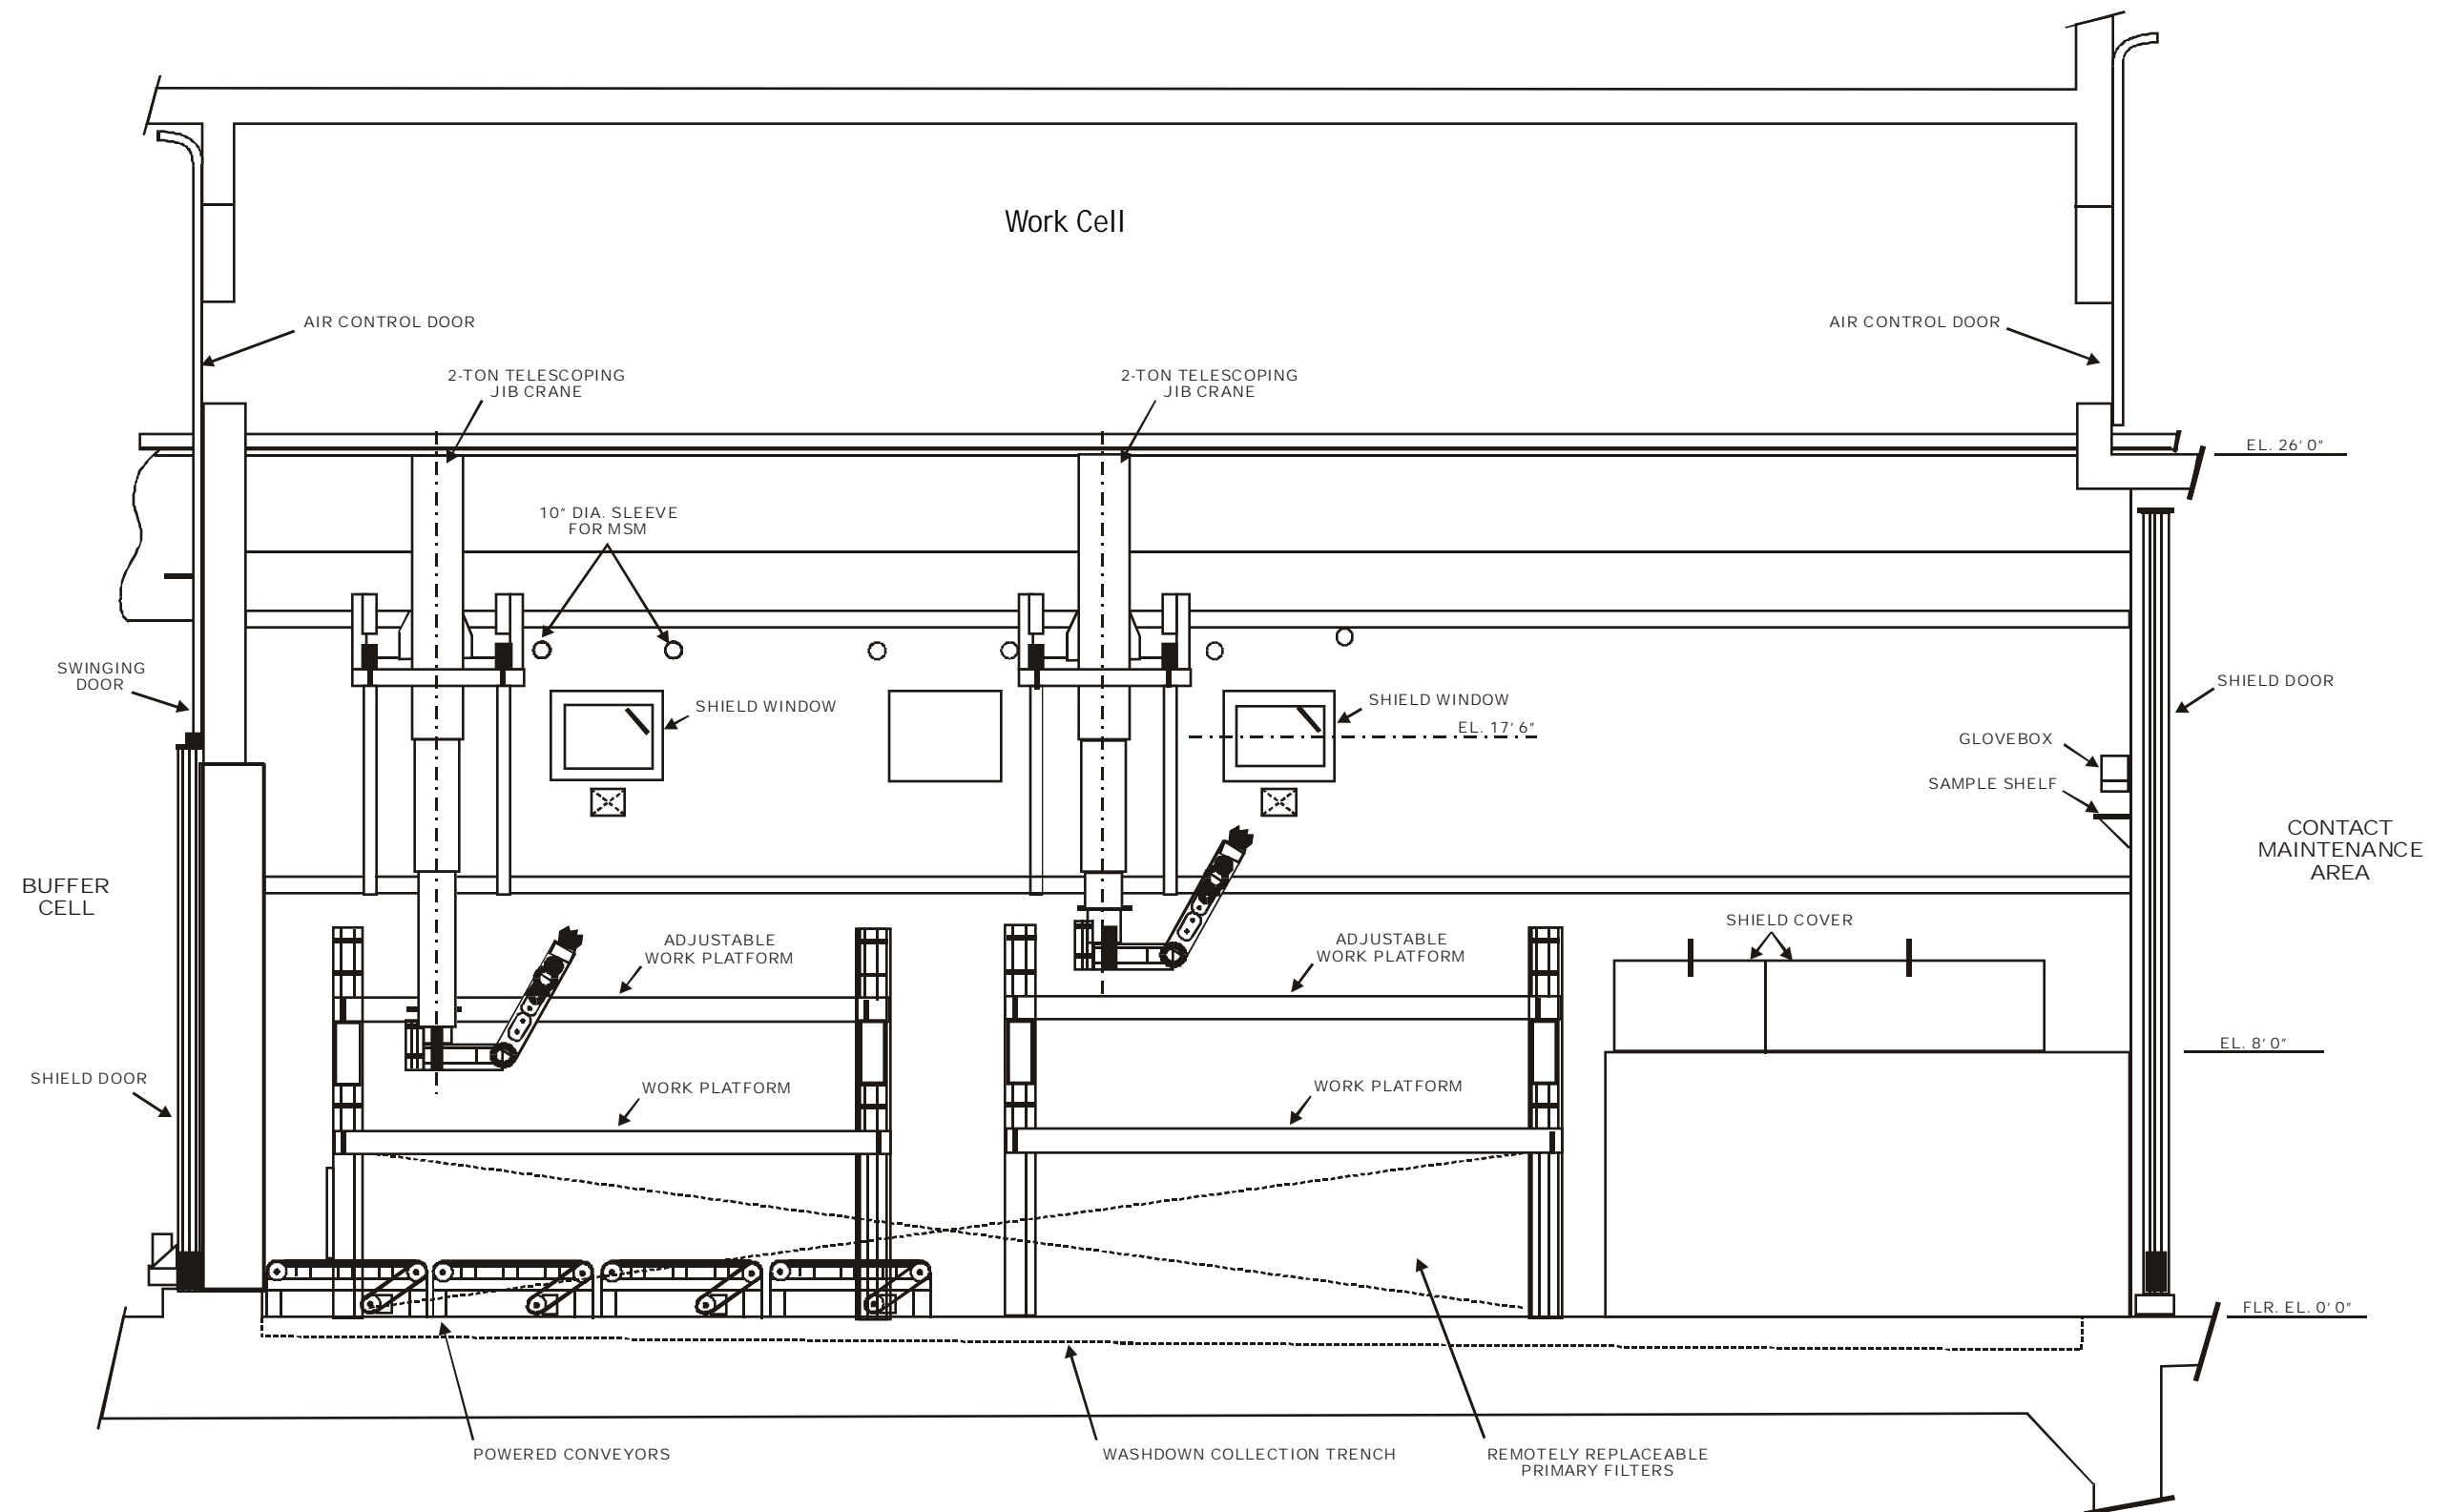 Work Cell
AIR CONTROL DOOR
AIR CONTROL DOOR
2-TON TELESCOPING
JIB CRANE
2-TON TELESCOPING
JIB CRANE
EL. 26' 0"
10" DIA. SLEEVE
FOR MSM
SWINGING
DOOR
SHIELD WINDOW
SHIELD WINDOW
EL. 17' 6"
SHIELD DOOR
GLOVEBOX
SAMPLE SHELF
CONTACT
MAINTENANCE
AREA
BUFFER
CELL
ADJUSTABLE
WORK PLATFORM
ADJUSTABLE
WORK PLATFORM
SHIELD COVER
EL. 8' 0"
SHIELD DOOR
WORK PLATFORM
WORK PLATFORM
FLR. EL. 0' 0"
POWERED CONVEYORS
WASHDOWN COLLECTION TRENCH
REMOTELY REPLACEABLE
PRIMARY FILTERS